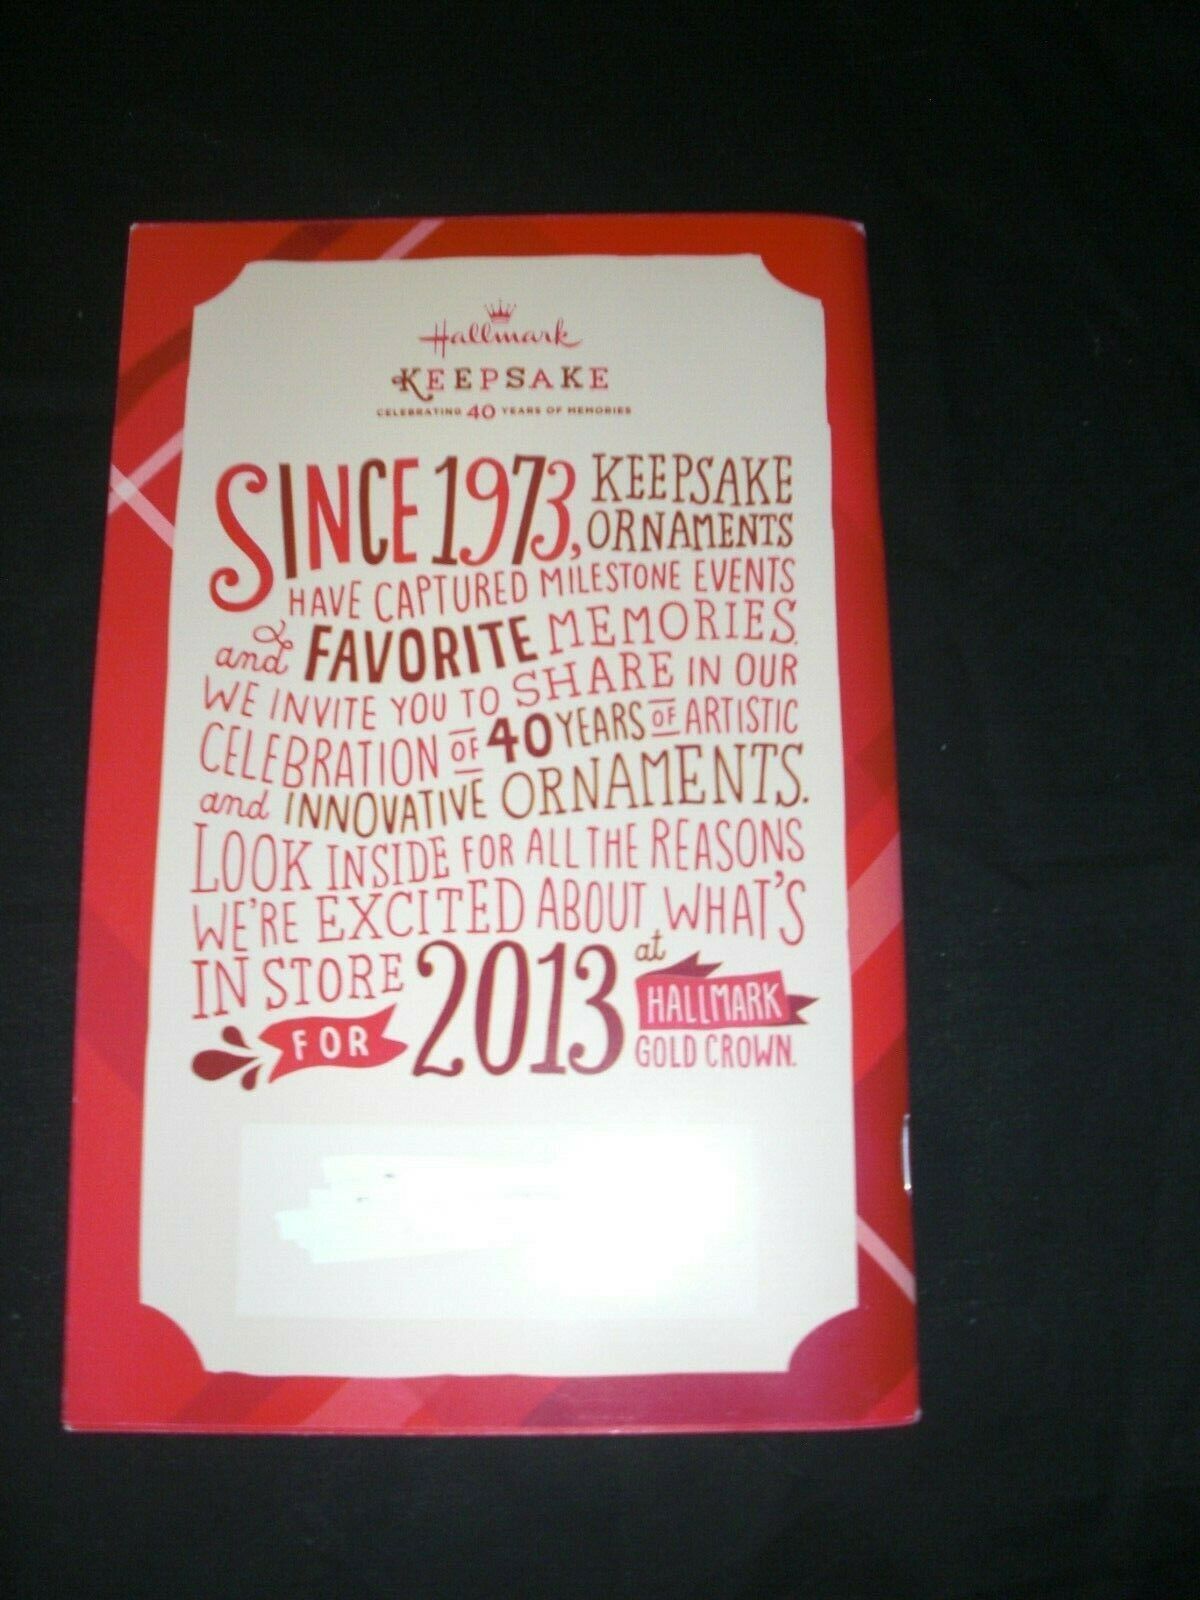 Hallmark
KEEPSAKE
CELEBRATING 40 YEARS OF MEMORIES
SINCE 1973, KEEPSAKE
ORNAMENTS
HAVE CAPTURED MILESTONE EVENTS
and FAVORITE MEMORIES.
WE INVITE YOU TO SHARE IN OUR
CELEBRATION OF 40 YEARS OF ARTISTIC
and INNOVATIVE ORNAMENTS.
LOOK INSIDE FOR ALL THE REASONS
WE'RE EXCITED ABOUT WHAT'S
IN STORE
FOR 2013 at
HALLMARK
GOLD CROWN.